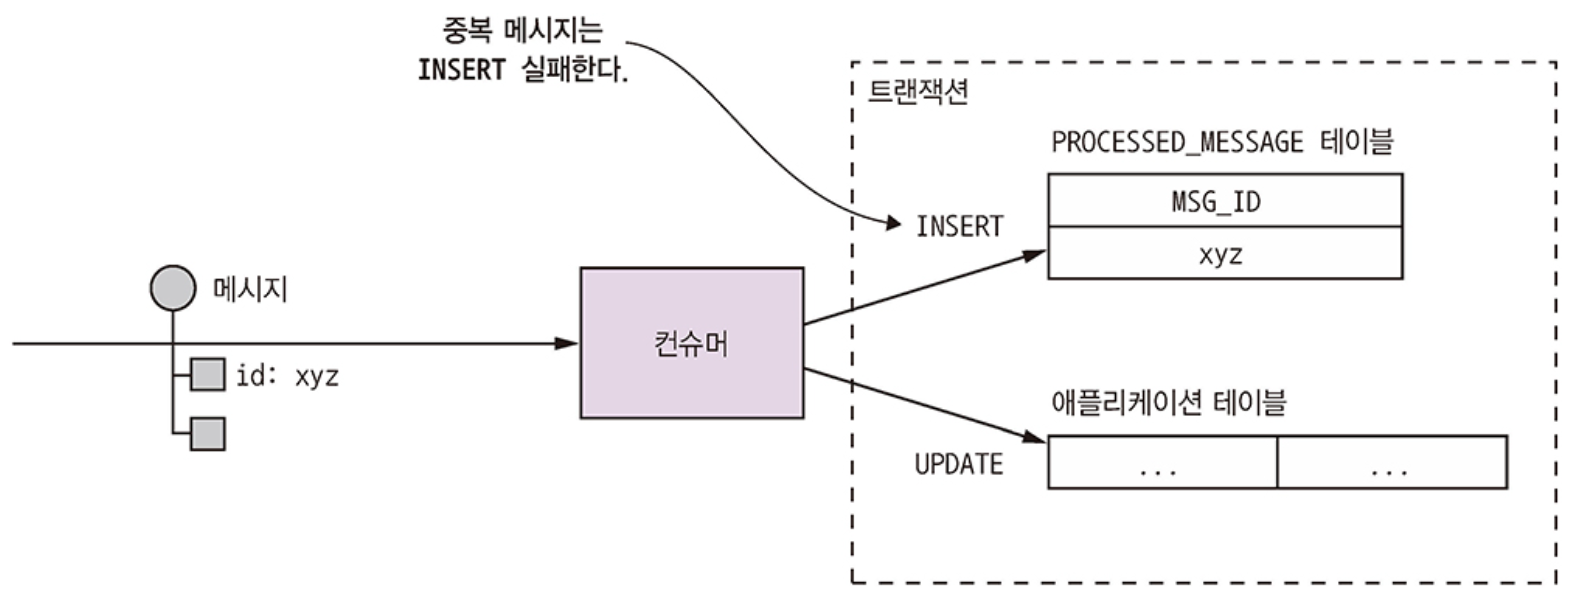 중복 메시지는
INSERT 실패한다.
트랜잭션
PROCESSED_MESSAGE 테이블
MSG_ID
xyz
INSERT
메시지
id: xyz
컨슈머
애플리케이션 테이블
UPDATE
... ...